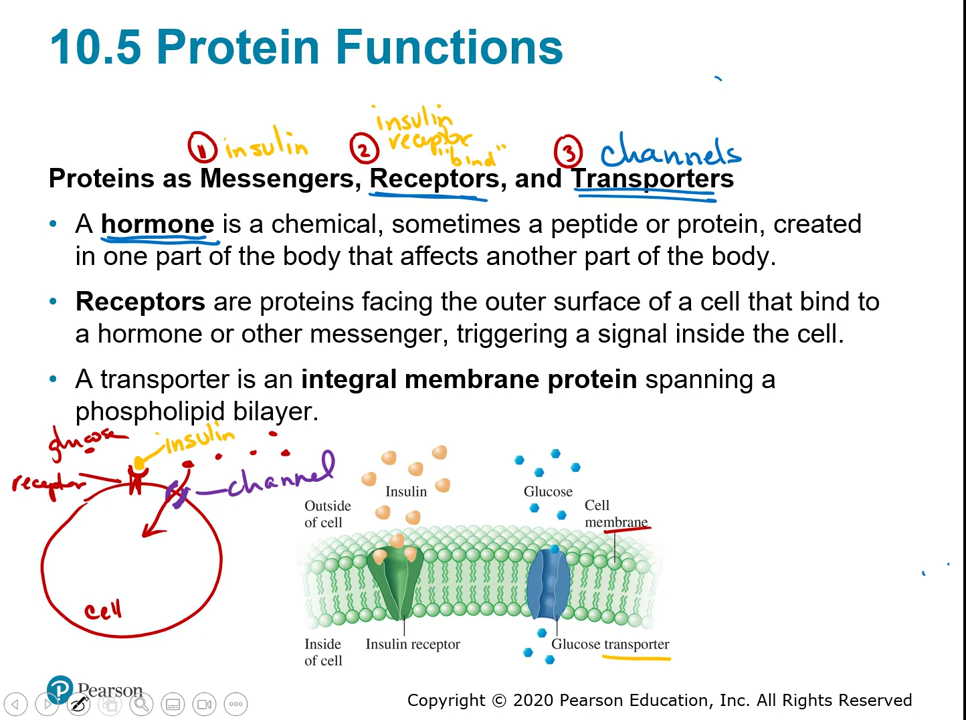 10.5 Protein Functions
① insulin
② insulin
receptor
"bind"
③ channels
Proteins as Messengers, Receptors, and Transporters
• A hormone is a chemical, sometimes a peptide or protein, created
in one part of the body that affects another part of the body.
• Receptors are proteins facing the outer surface of a cell that bind to
a hormone or other messenger, triggering a signal inside the cell.
• A transporter is an integral membrane protein spanning a
phospholipid bilayer.
glucose
insulin
receptor
channel
cell
Insulin
Glucose
Outside
of cell
Cell
membrane
Inside
of cell
Insulin receptor
Glucose transporter
Pearson
Copyright © 2020 Pearson Education, Inc. All Rights Reserved